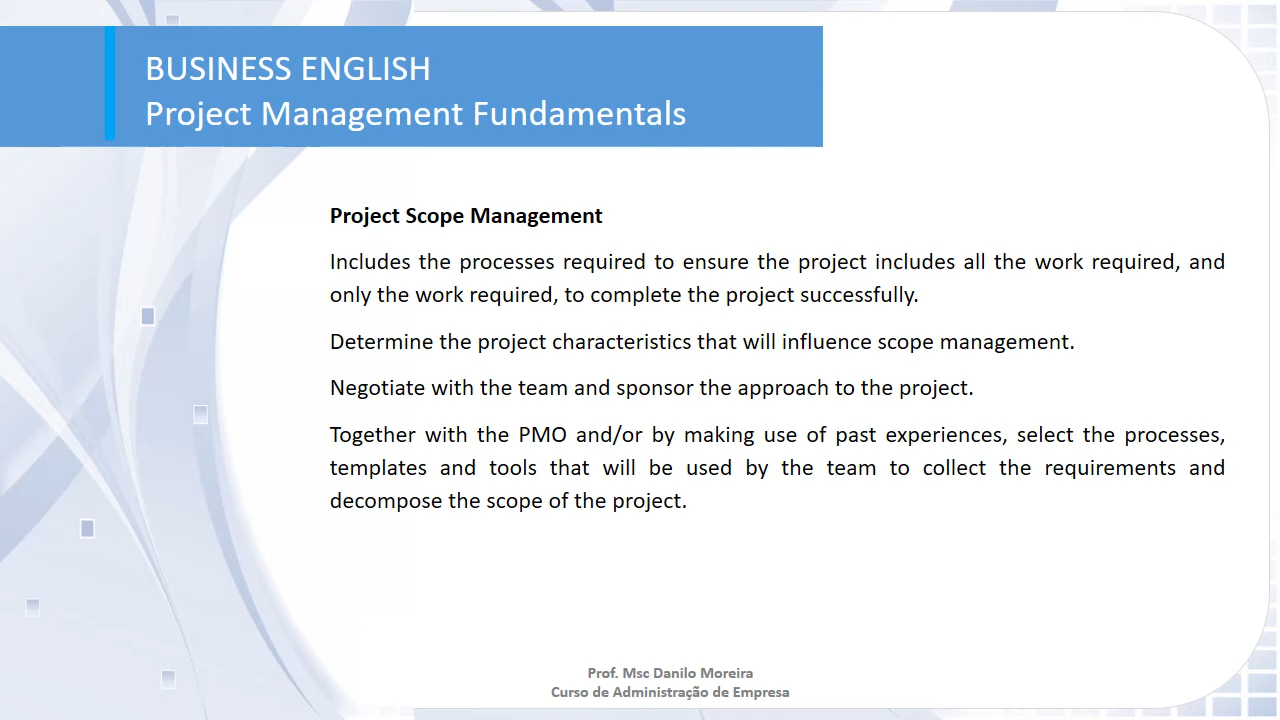 BUSINESS ENGLISH
Project Management Fundamentals
Project Scope Management
Includes the processes required to ensure the project includes all the work required, and
only the work required, to complete the project successfully.
Determine the project characteristics that will influence scope management.
Negotiate with the team and sponsor the approach to the project.
Together with the PMO and/or by making use of past experiences, select the processes,
templates and tools that will be used by the team to collect the requirements and
decompose the scope of the project.
Prof. Msc Danilo Moreira
Curso de Administração de Empresa